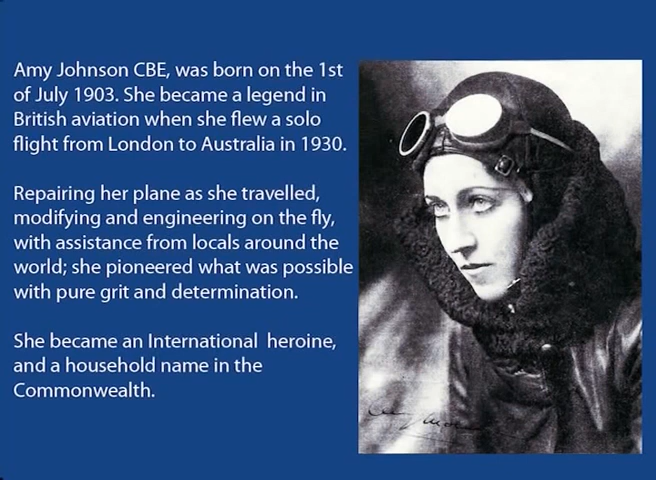 Amy Johnson CBE, was born on the 1st
of July 1903. She became a legend in
British aviation when she flew a solo
flight from London to Australia in 1930.
Repairing her plane as she travelled,
modifying and engineering on the fly,
with assistance from locals around the
world; she pioneered what was possible
with pure grit and determination.
She became an International  heroine,
and a household name in the
Commonwealth.